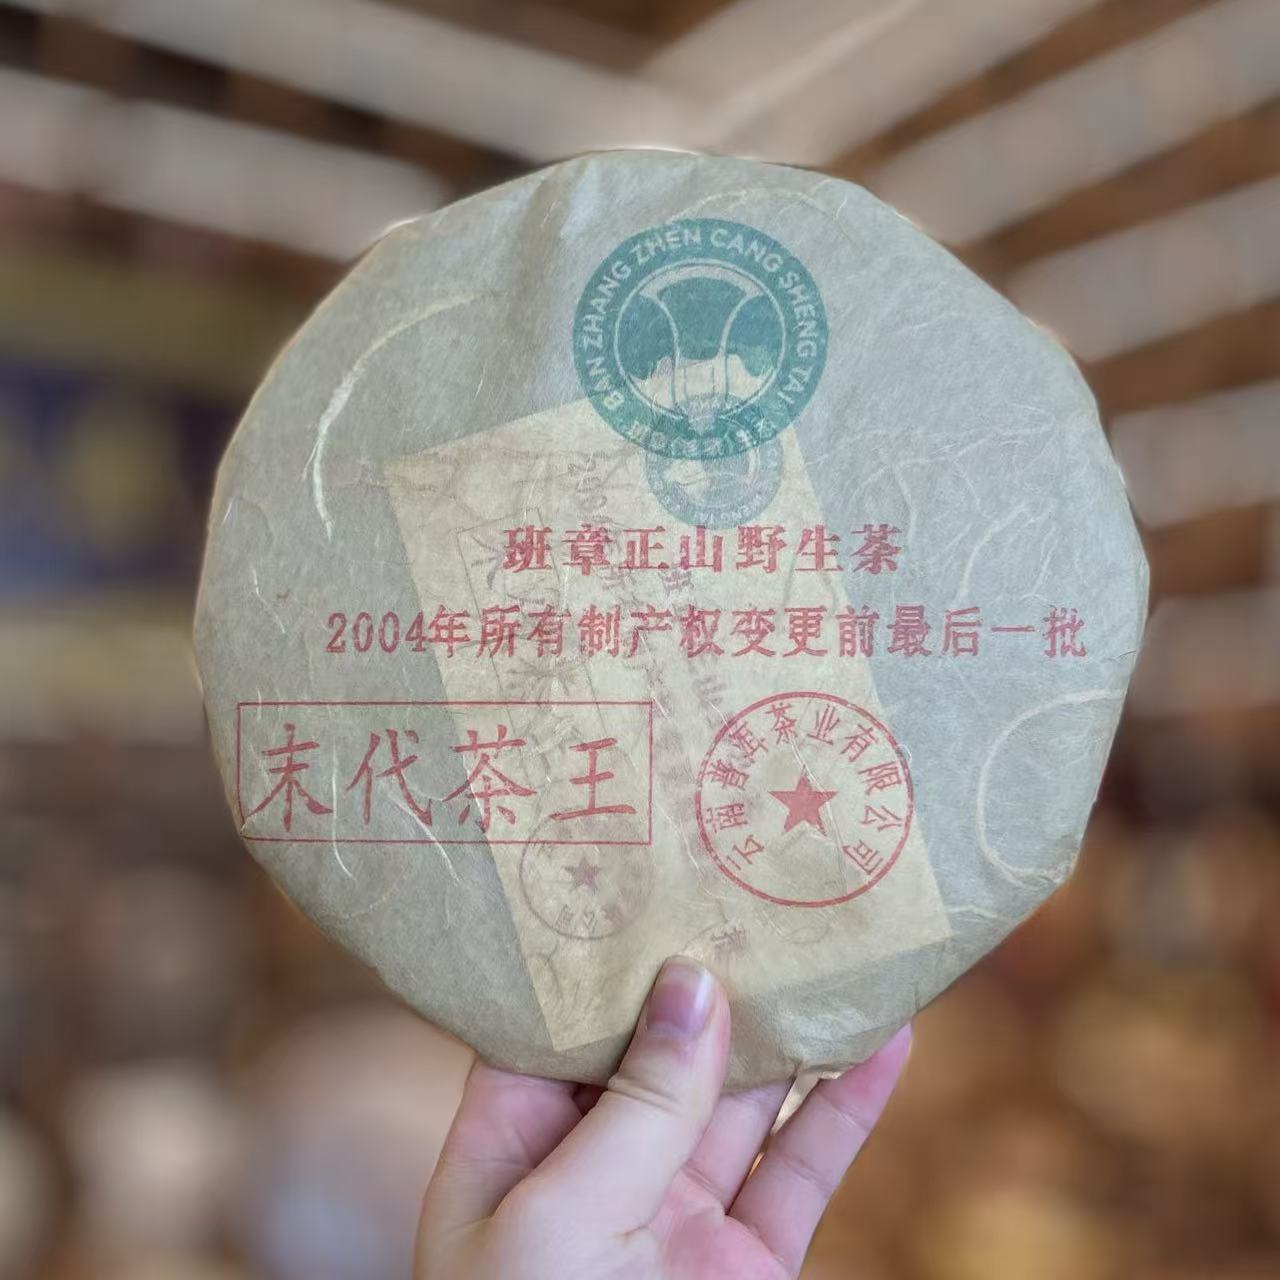 BAN ZHANG ZHEN CANG SHENG TAI
班章正山野生茶
2004年所有制产权变更前最后一批
末代茶王
云南普洱茶业有限公司